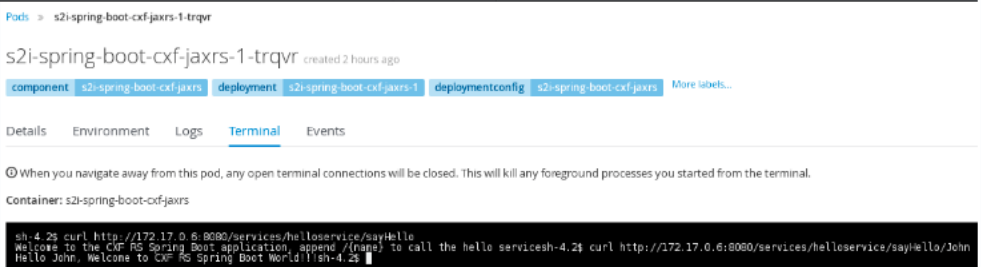 Pods » s2i-spring-boot-cxf-jaxrs-1-trqvr
s2i-spring-boot-cxf-jaxrs-1-trqvr created 2 hours ago
component s2i-spring-boot-cxf-jaxrs deployment s2i-spring-boot-cxf-jaxrs-1 deploymentconfig s2i-spring-boot-cxf-jaxrs More labels...
Details Environment Logs Terminal Events
When you navigate away from this pod, any open terminal connections will be closed. This will kill any foreground processes you started from the terminal.
Container: s2i-spring-boot-cxf-jaxrs
sh-4.2$ curl http://172.17.0.6:8080/services/helloservice/sayHello
Welcome to the CXF RS Spring Boot application, append /{name} to call the hello servicesh-4.2$ curl http://172.17.0.6:8080/services/helloservice/sayHello/John
Hello John, Welcome to CXF RS Spring Boot World!!!sh-4.2$